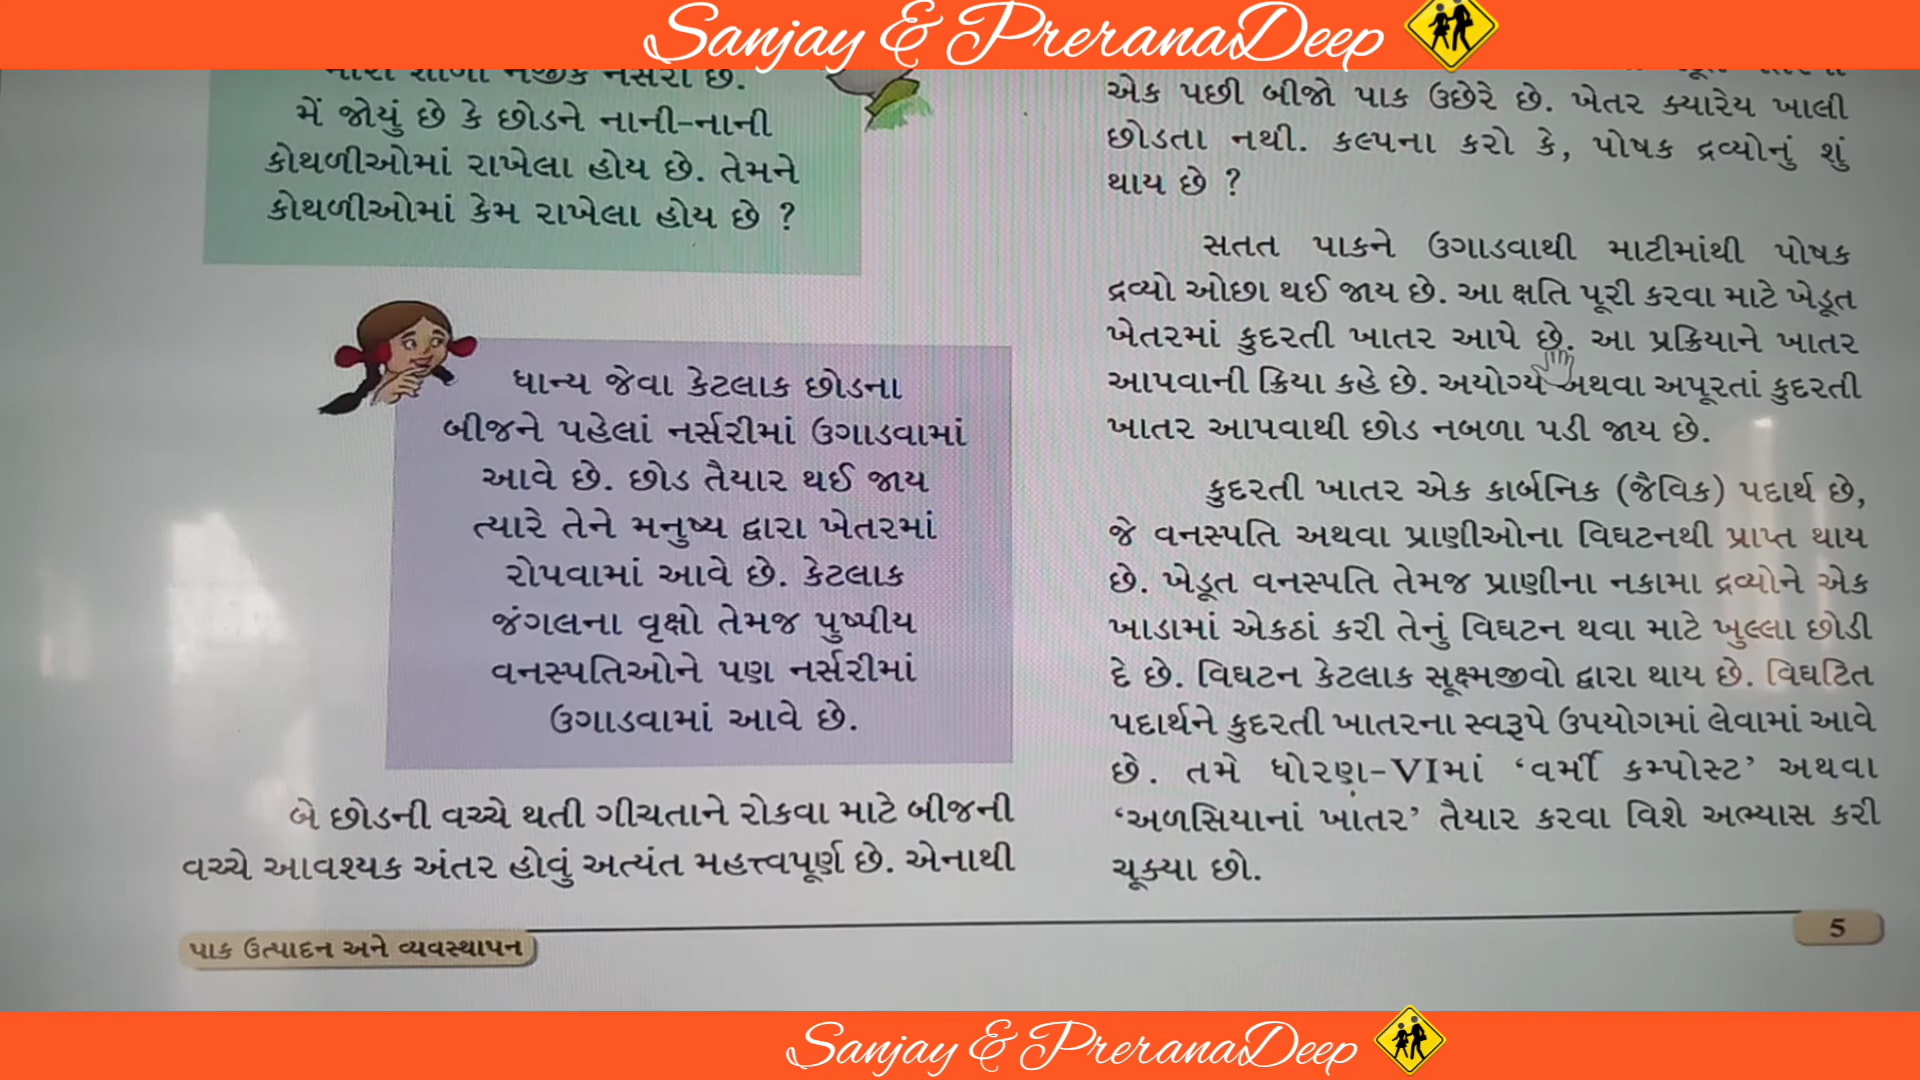 Sanjay & PreranaDeep
મારી શાળા નજીક નર્સરી છે.
મેં જોયું છે કે છોડને નાની-નાની
કોથળીઓમાં રાખેલા હોય છે. તેમને
કોથળીઓમાં કેમ રાખેલા હોય છે ?
ધાન્ય જેવા કેટલાક છોડના
બીજને પહેલાં નર્સરીમાં ઉગાડવામાં
આવે છે. છોડ તૈયાર થઈ જાય
ત્યારે તેને મનુષ્ય દ્વારા ખેતરમાં
રોપવામાં આવે છે. કેટલાક
જંગલના વૃક્ષો તેમજ પુષ્પીય
વનસ્પતિઓને પણ નર્સરીમાં
ઉગાડવામાં આવે છે.
બે છોડની વચ્ચે થતી ગીચતાને રોકવા માટે બીજની
વચ્ચે આવશ્યક અંતર હોવું અત્યંત મહત્ત્વપૂર્ણ છે. એનાથી
એક પછી બીજો પાક ઉછેરે છે. ખેતર ક્યારેય ખાલી
છોડતા નથી. કલ્પના કરો કે, પોષક દ્રવ્યોનું શું
થાય છે ?
સતત પાકને ઉગાડવાથી માટીમાંથી પોષક
દ્રવ્યો ઓછા થઈ જાય છે. આ ક્ષતિ પૂરી કરવા માટે ખેડૂત
ખેતરમાં કુદરતી ખાતર આપે છે. આ પ્રક્રિયાને ખાતર
આપવાની ક્રિયા કહે છે. અયોગ્ય અથવા અપૂરતાં કુદરતી
ખાતર આપવાથી છોડ નબળા પડી જાય છે.
કુદરતી ખાતર એક કાર્બનિક (જૈવિક) પદાર્થ છે,
જે વનસ્પતિ અથવા પ્રાણીઓના વિઘટનથી પ્રાપ્ત થાય
છે. ખેડૂત વનસ્પતિ તેમજ પ્રાણીના નકામા દ્રવ્યોને એક
ખાડામાં એકઠાં કરી તેનું વિઘટન થવા માટે ખુલ્લા છોડી
દે છે. વિઘટન કેટલાક સૂક્ષ્મજીવો દ્વારા થાય છે. વિઘટિત
પદાર્થને કુદરતી ખાતરના સ્વરૂપે ઉપયોગમાં લેવામાં આવે
છે. તમે ધોરણ-VIમાં ‘વર્મી કમ્પોસ્ટ’ અથવા
‘અળસિયાનાં ખાતર’ તૈયાર કરવા વિશે અભ્યાસ કરી
ચૂક્યા છો.
પાક ઉત્પાદન અને વ્યવસ્થાપન
5
Sanjay & PreranaDeep